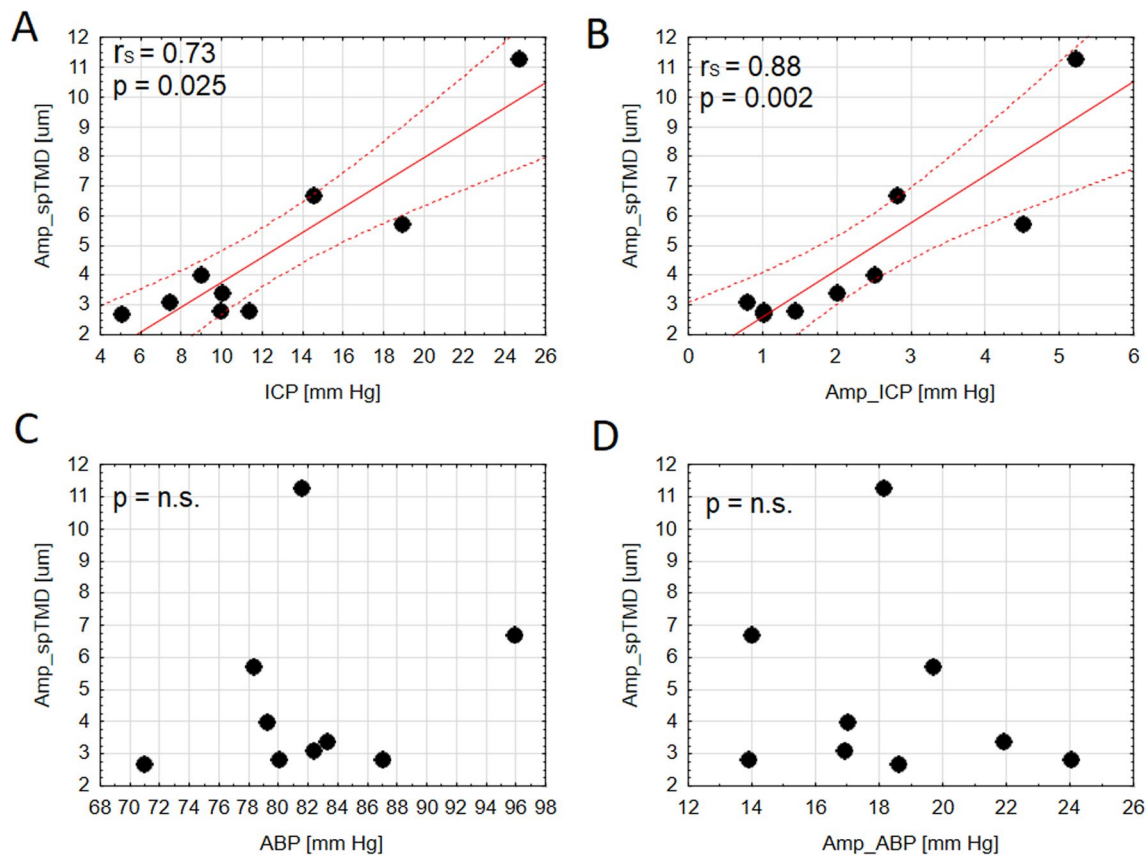 A
rS = 0.73
p = 0.025
12
11
10
9
8
7
6
5
4
3
2
Amp_spTMD [um]
4 6 8 10 12 14 16 18 20 22 24 26
ICP [mm Hg]
B
rS = 0.88
p = 0.002
12
11
10
9
8
7
6
5
4
3
2
Amp_spTMD [um]
0 1 2 3 4 5 6
Amp_ICP [mm Hg]
C
p = n.s.
12
11
10
9
8
7
6
5
4
3
2
Amp_spTMD [um]
68 70 72 74 76 78 80 82 84 86 88 90 92 94 96 98
ABP [mm Hg]
D
p = n.s.
12
11
10
9
8
7
6
5
4
3
2
Amp_spTMD [um]
12 14 16 18 20 22 24 26
Amp_ABP [mm Hg]